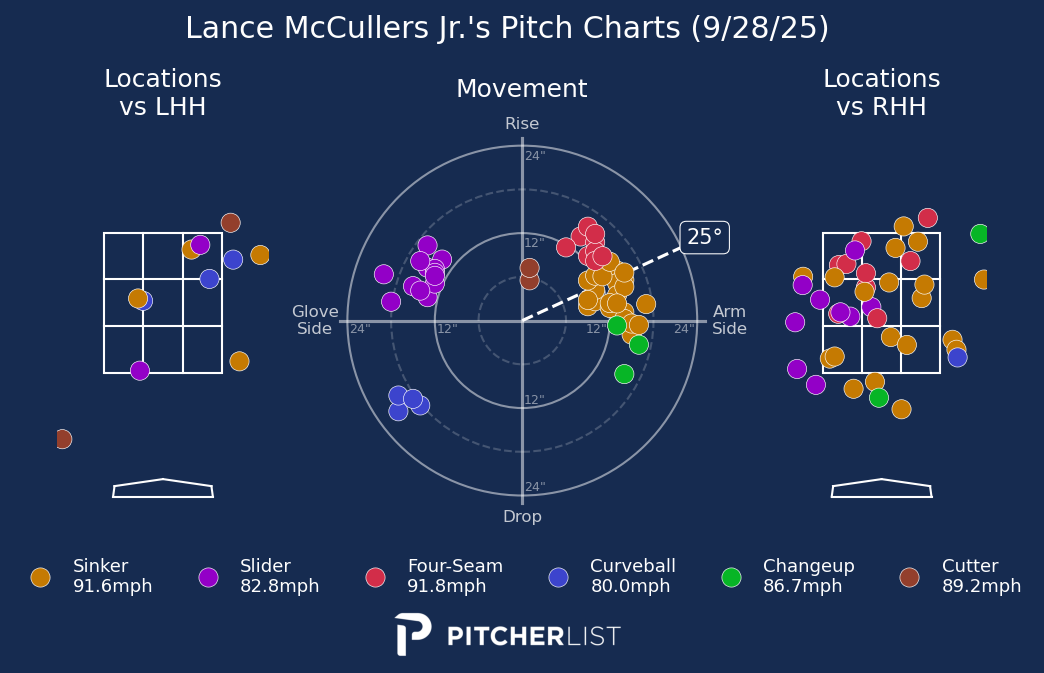 Lance McCullers Jr.'s Pitch Charts (9/28/25)
Locations
vs LHH
Movement
Locations
vs RHH
Rise
24"
12"
25°
Glove
Side
24"
12"
12"
24"
Arm
Side
12"
24"
Drop
Sinker
91.6mph
Slider
82.8mph
Four-Seam
91.8mph
Curveball
80.0mph
Changeup
86.7mph
Cutter
89.2mph
PITCHERLIST